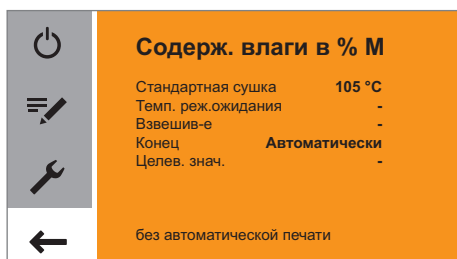 Содерж. влаги в % M
Стандартная сушка 105 °C
Темп. реж.ожидания -
Взвешив-е -
Конец Автоматически
Целев. знач. -
без автоматической печати